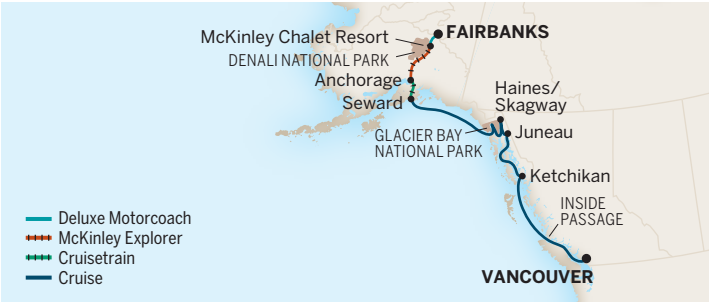 McKinley Chalet Resort
FAIRBANKS
DENALI NATIONAL PARK
Anchorage
Seward
Haines/
Skagway
GLACIER BAY
NATIONAL PARK
Juneau
Ketchikan
INSIDE
PASSAGE
VANCOUVER
Deluxe Motorcoach
McKinley Explorer
Cruisetrain
Cruise